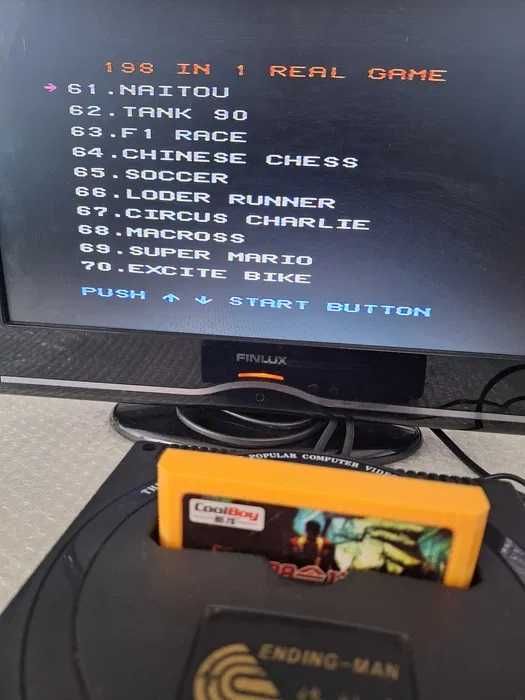 198 IN 1 REAL GAME
61.NAITOU
62.TANK 90
63.F1 RACE
64.CHINESE CHESS
65.SOCCER
66.LODER RUNNER
67.CIRCUS CHARLIE
68.MACROSS
69.SUPER MARIO
70.EXCITE BIKE
PUSH ↑ ↓ START BUTTON
FINLUX
POPULAR COMPUTER
CoolBoy
ENDING-MAN